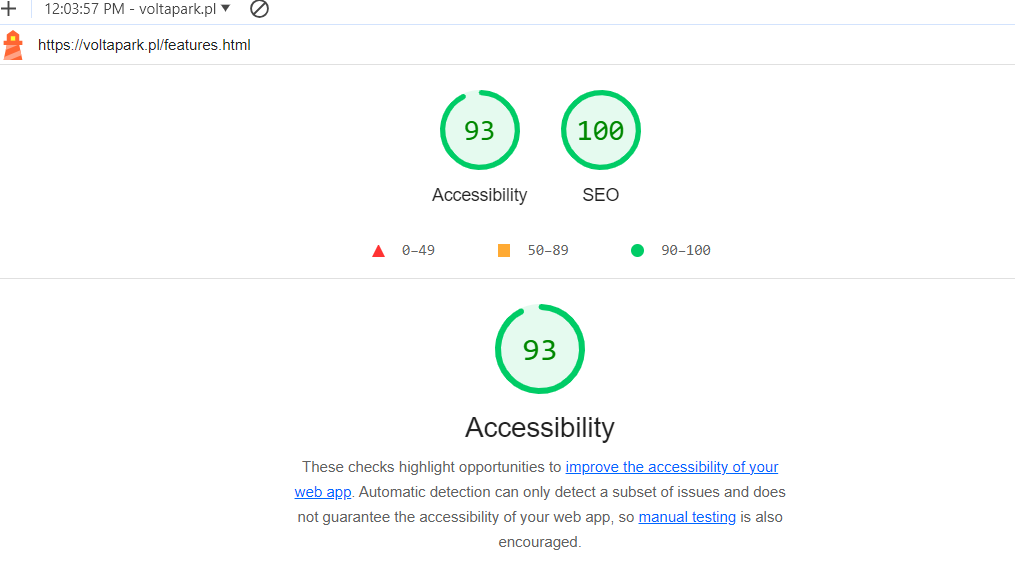 12:03:57 PM - voltapark.pl
https://voltapark.pl/features.html
93
100
Accessibility
SEO
0–49
50–89
90–100
93
Accessibility
These checks highlight opportunities to improve the accessibility of your
web app. Automatic detection can only detect a subset of issues and does
not guarantee the accessibility of your web app, so manual testing is also
encouraged.